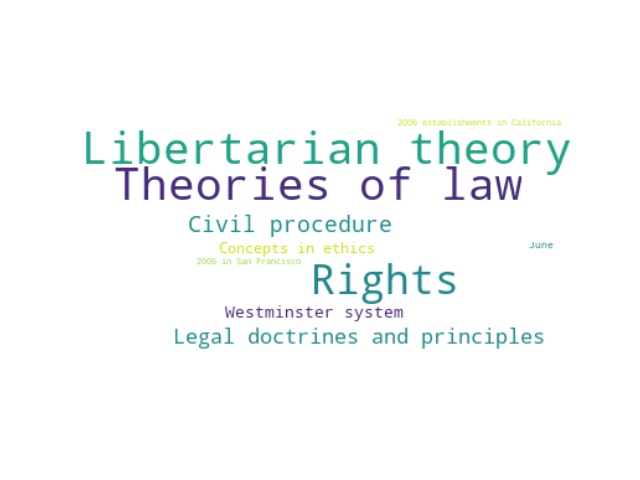 2006 establishments in California
Libertarian theory
Theories of law
Civil procedure
Concepts in ethics
June
2006 in San Francisco
Rights
Westminster system
Legal doctrines and principles